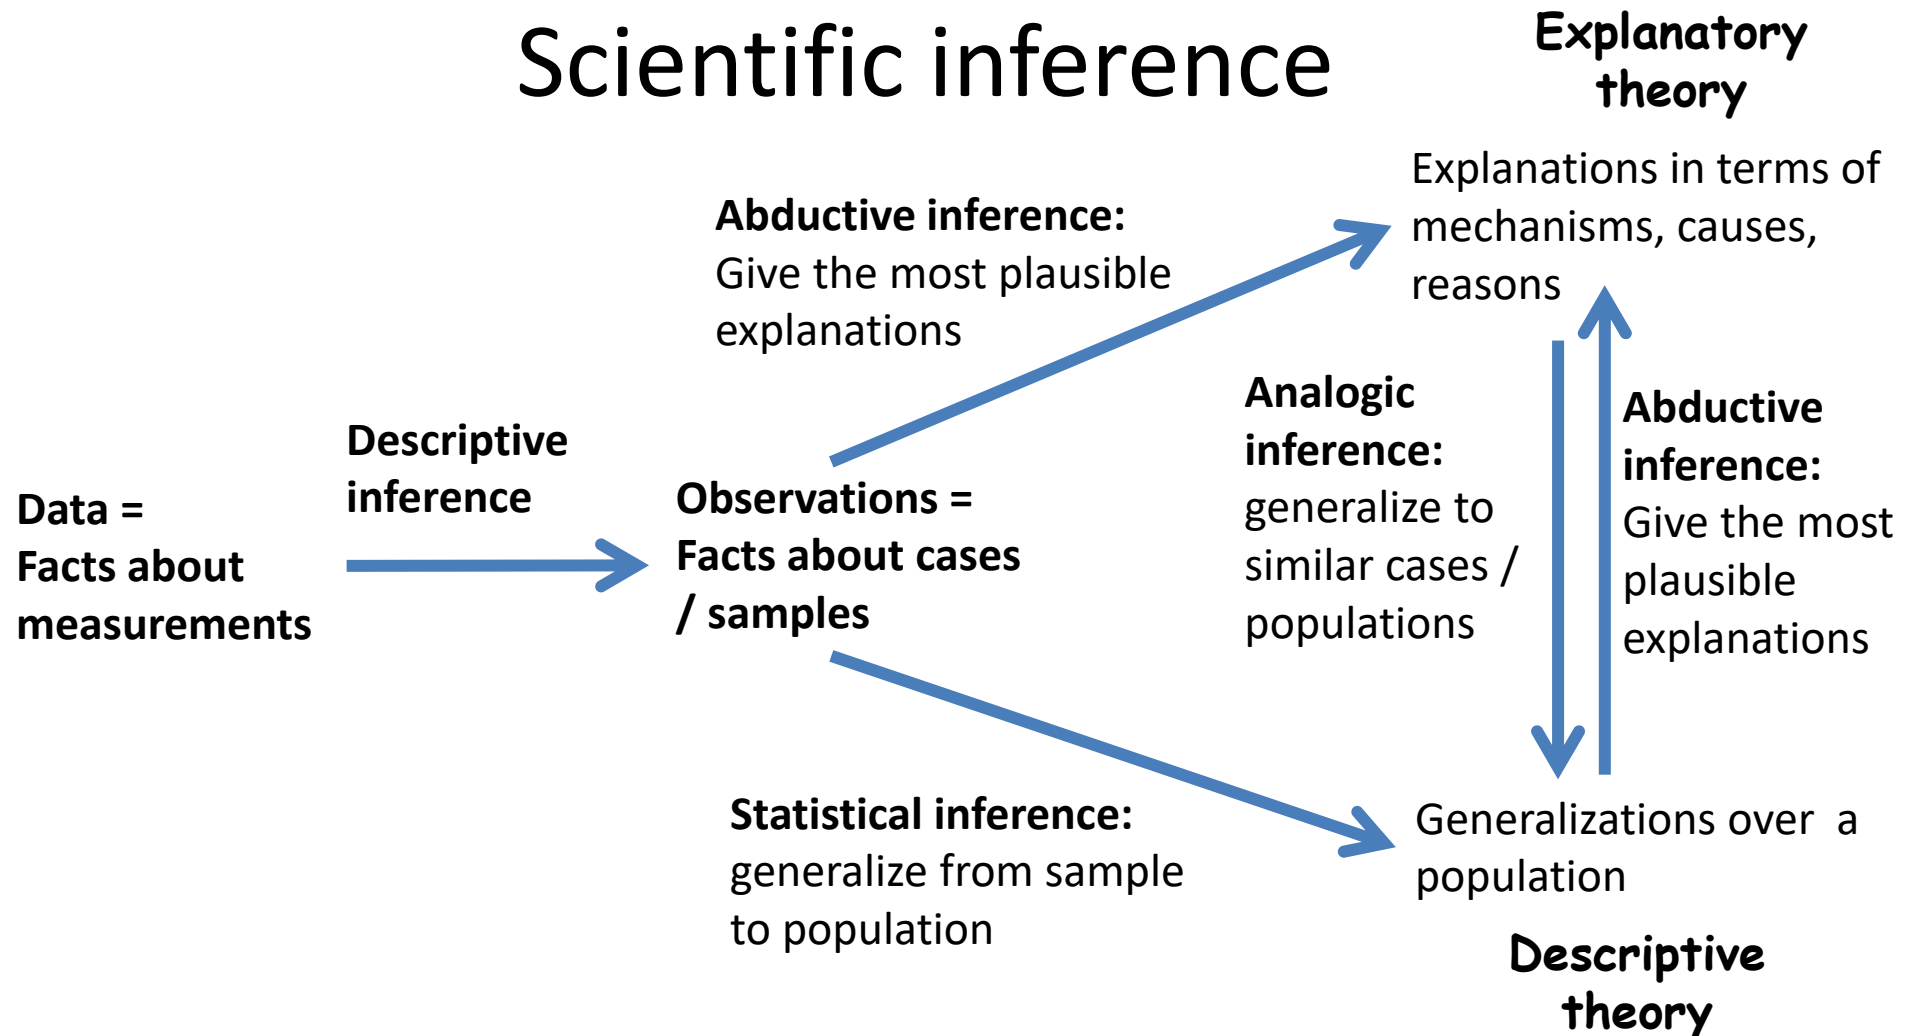 Scientific inference
Explanatory
theory
Explanations in terms of
mechanisms, causes,
reasons
Abductive inference:
Give the most plausible
explanations
Analogic
inference:
generalize to
similar cases /
populations
Abductive
inference:
Give the most
plausible
explanations
Descriptive
inference
Data =
Facts about
measurements
Observations =
Facts about cases
/ samples
Statistical inference:
generalize from sample
to population
Generalizations over  a
population
Descriptive
theory